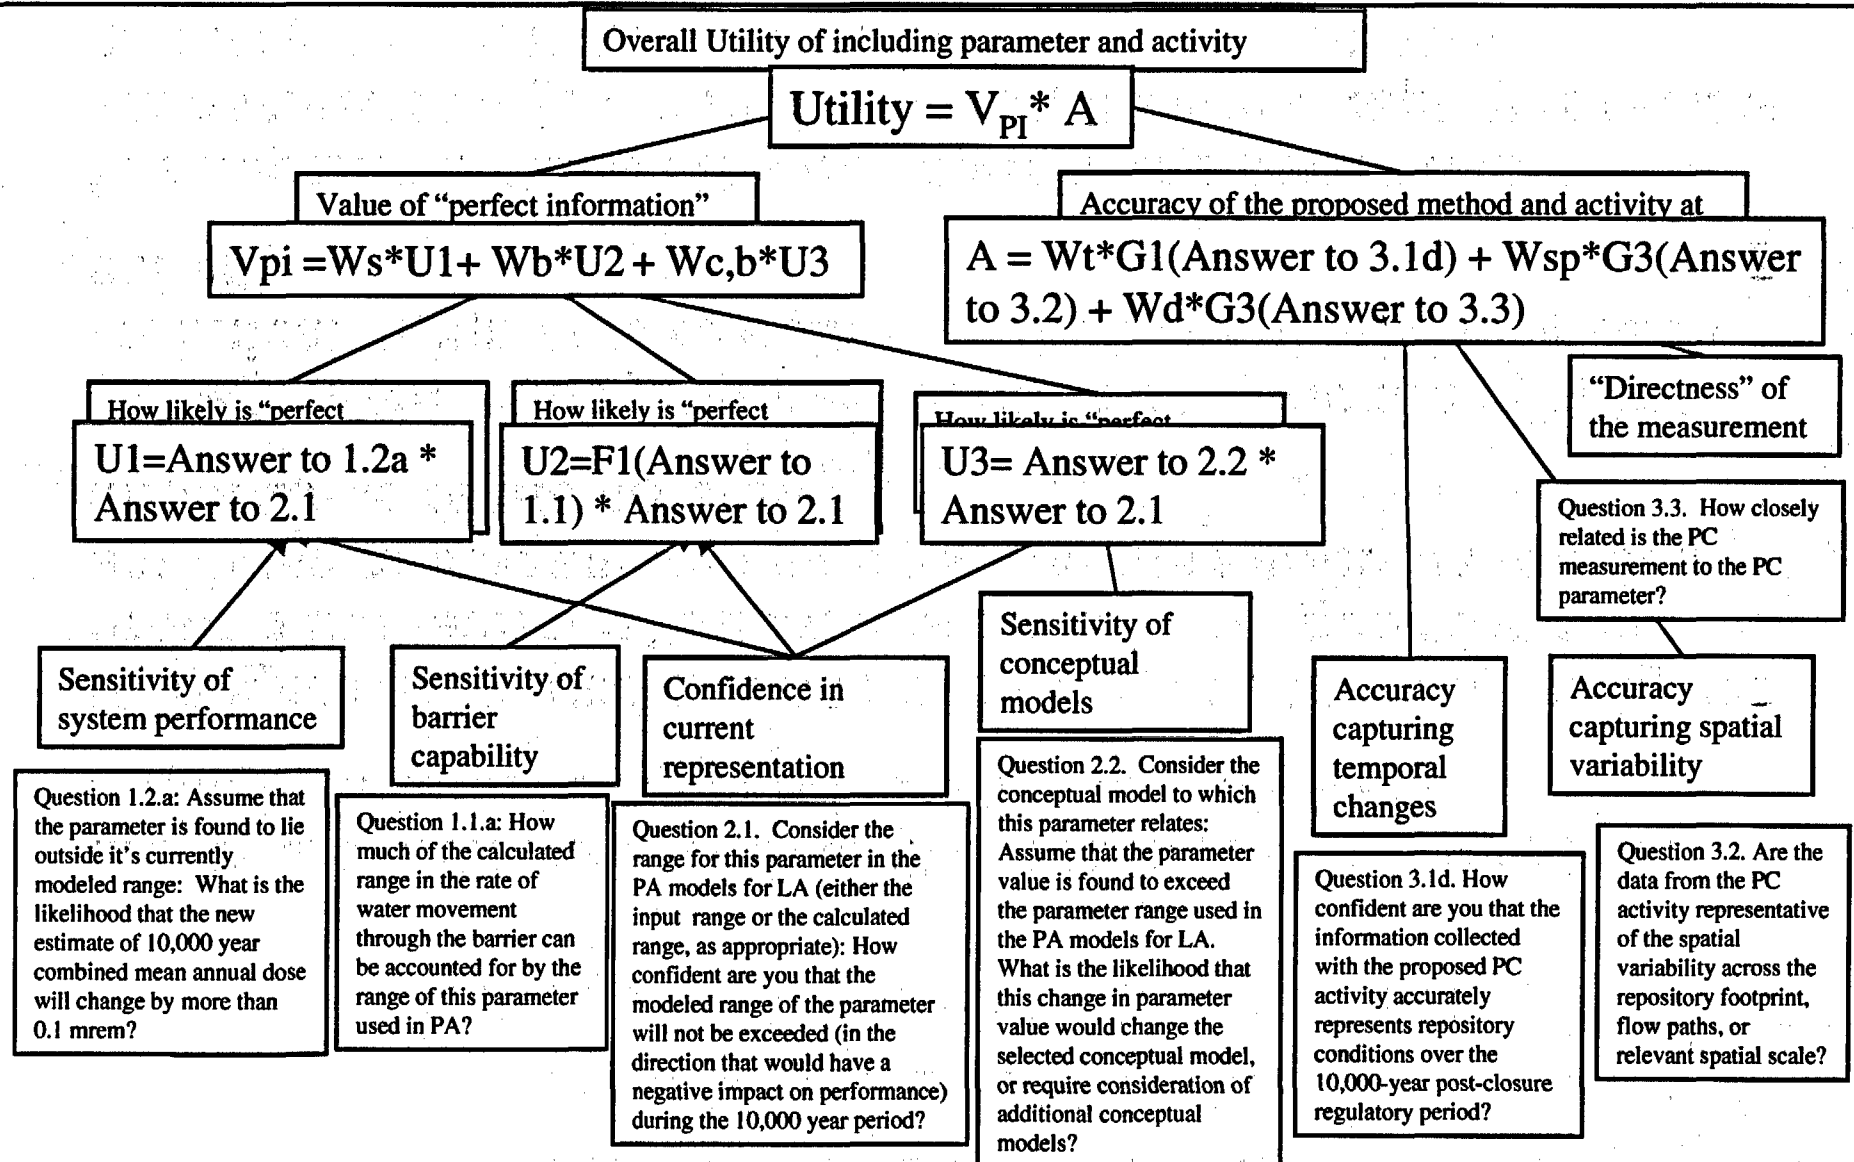 Overall Utility of including parameter and activity
Utility = VPI* A
Value of “perfect information”
Vpi =Ws*U1+ Wb*U2 + Wc,b*U3
Accuracy of the proposed method and activity at
A = Wt*G1(Answer to 3.1d) + Wsp*G3(Answer
to 3.2) + Wd*G3(Answer to 3.3)
How likely is “perfect
U1=Answer to 1.2a *
Answer to 2.1
How likely is “perfect
U2=F1(Answer to
1.1) * Answer to 2.1
How likely is “perfect
U3= Answer to 2.2 *
Answer to 2.1
“Directness” of
the measurement
Question 3.3. How closely
related is the PC
measurement to the PC
parameter?
Sensitivity of
system performance
Question 1.2.a: Assume that
the parameter is found to lie
outside it's currently
modeled range: What is the
likelihood that the new
estimate of 10,000 year
combined mean annual dose
will change by more than
0.1 mrem?
Sensitivity of
barrier
capability
Question 1.1.a: How
much of the calculated
range in the rate of
water movement
through the barrier can
be accounted for by the
range of this parameter
used in PA?
Confidence in
current
representation
Question 2.1. Consider the
range for this parameter in the
PA models for LA (either the
input range or the calculated
range, as appropriate): How
confident are you that the
modeled range of the parameter
will not be exceeded (in the
direction that would have a
negative impact on performance)
during the 10,000 year period?
Sensitivity of
conceptual
models
Question 2.2. Consider the
conceptual model to which
this parameter relates:
Assume that the parameter
value is found to exceed
the parameter range used in
the PA models for LA.
What is the likelihood that
this change in parameter
value would change the
selected conceptual model,
or require consideration of
additional conceptual
models?
Accuracy
capturing
temporal
changes
Question 3.1d. How
confident are you that the
information collected
with the proposed PC
activity accurately
represents repository
conditions over the
10,000-year post-closure
regulatory period?
Accuracy
capturing spatial
variability
Question 3.2. Are the
data from the PC
activity representative
of the spatial
variability across the
repository footprint,
flow paths, or
relevant spatial scale?